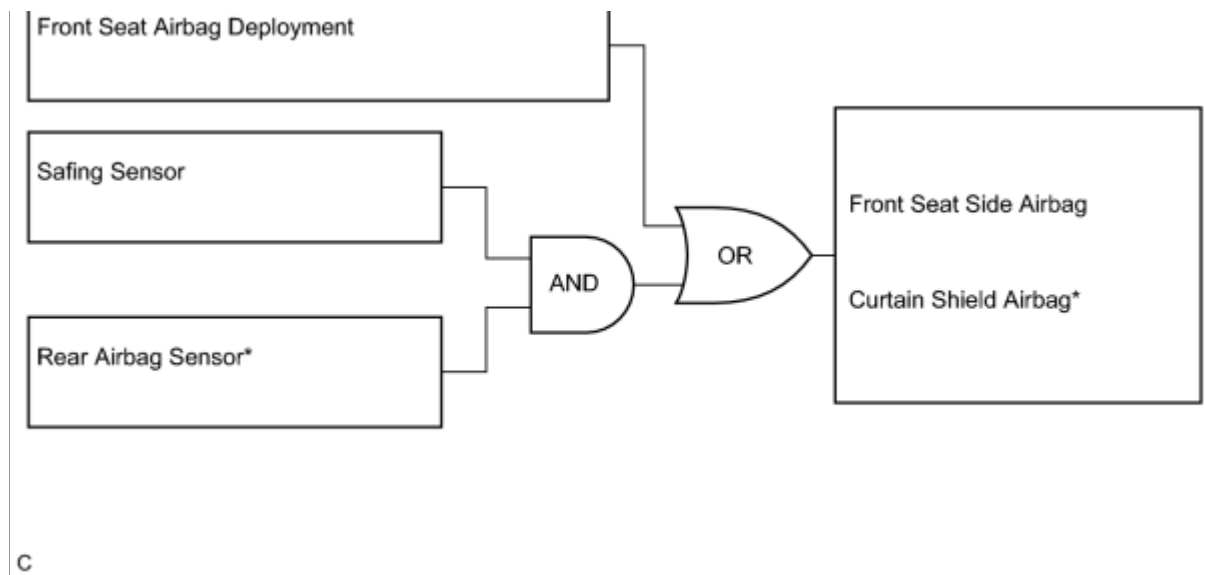 Front Seat Airbag Deployment
Safing Sensor
Front Seat Side Airbag
OR
AND
Curtain Shield Airbag*
Rear Airbag Sensor*
C